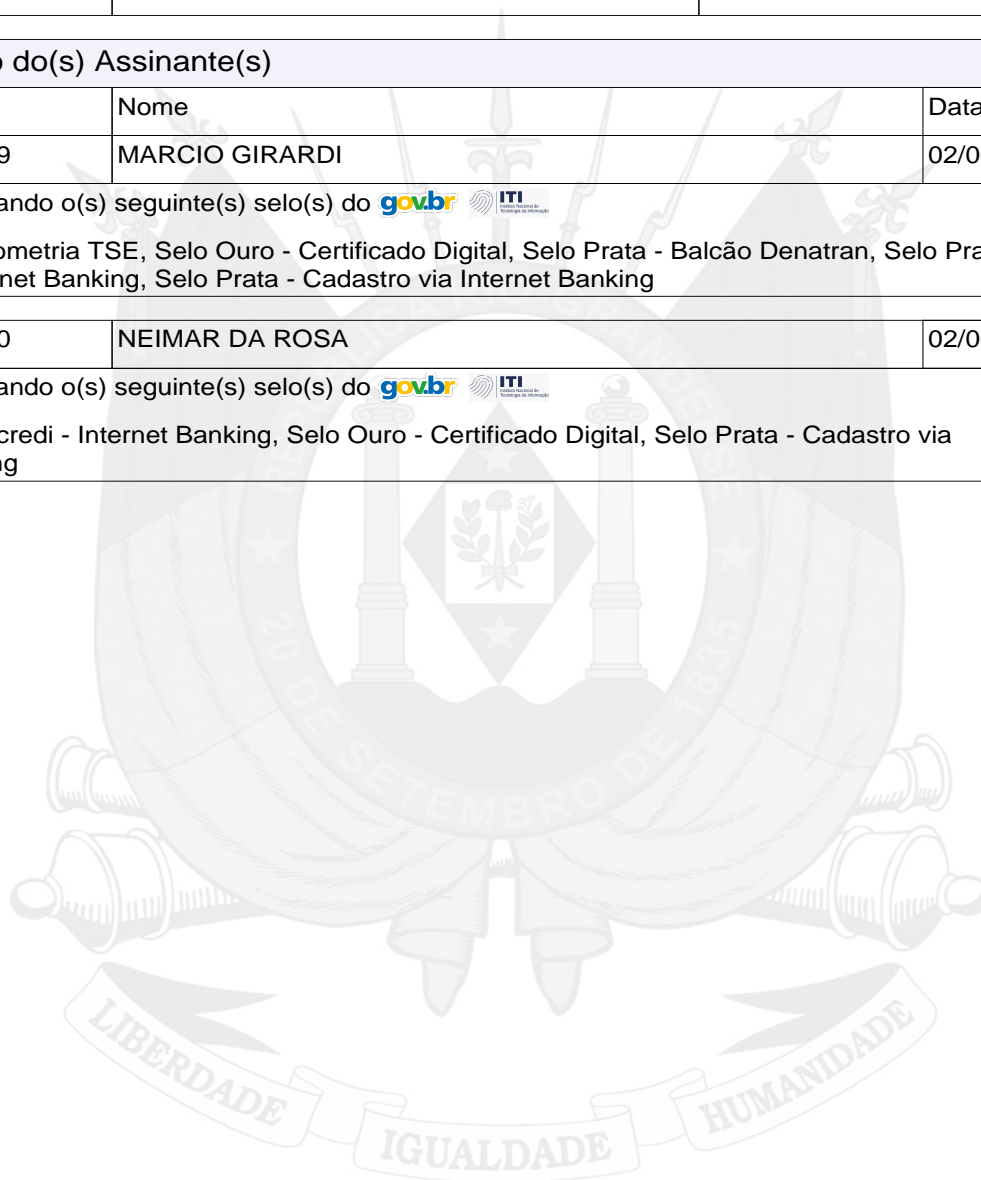 o do(s) Assinante(s)
Nome Data
9 MARCIO GIRARDI 02/0
ando o(s) seguinte(s) selo(s) do gov.br ITI
ometria TSE, Selo Ouro - Certificado Digital, Selo Prata - Balcão Denatran, Selo Pra
net Banking, Selo Prata - Cadastro via Internet Banking
0 NEIMAR DA ROSA 02/0
ando o(s) seguinte(s) selo(s) do gov.br ITI
credi - Internet Banking, Selo Ouro - Certificado Digital, Selo Prata - Cadastro via
ng
REPÚBLICA RIO GRANDENSE
20 DE SETEMBRO DE 1835
LIBERDADE
IGUALDADE
HUMANIDADE